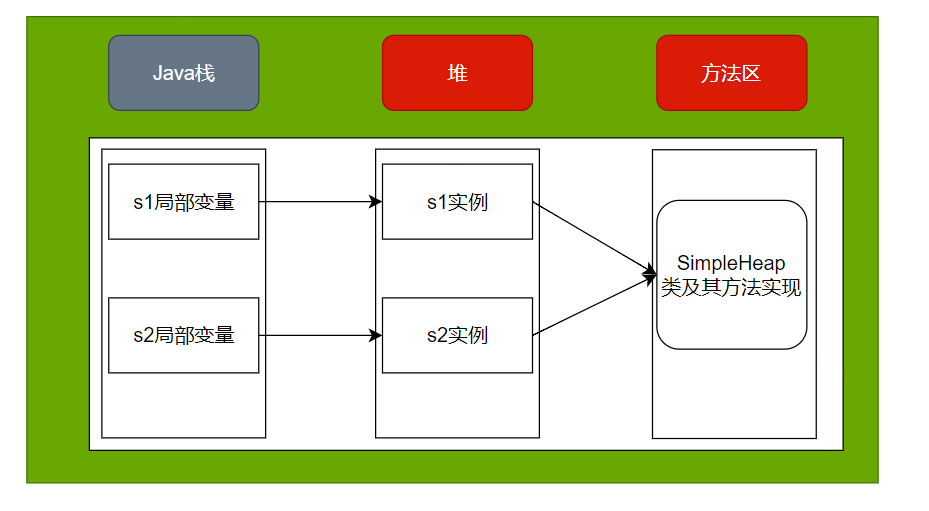 Java栈
堆
方法区
s1局部变量
s1实例
SimpleHeap
类及其方法实现
s2局部变量
s2实例